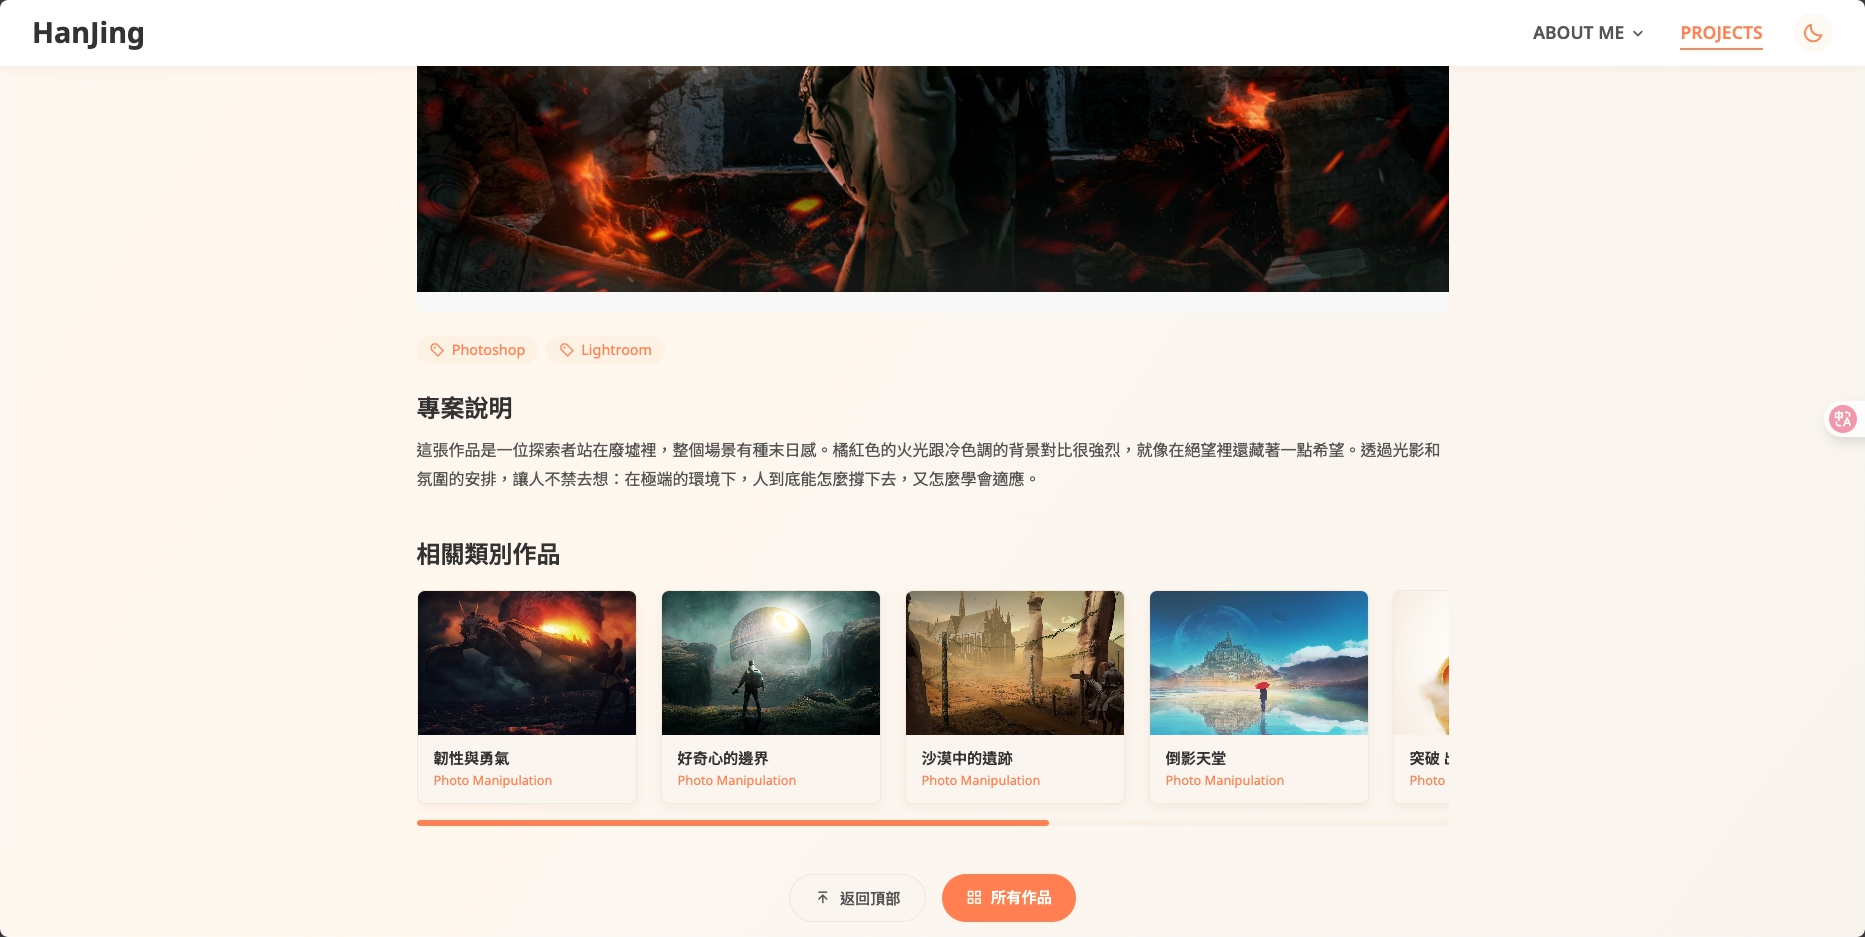 HanJing
ABOUT ME
PROJECTS
Photoshop
Lightroom
專案說明
這張作品是一位探索者站在廢墟裡，整個場景有種末日感。橘紅色的火光跟冷色調的背景對比很強烈，就像在絕望裡還藏著一點希望。透過光影和
氛圍的安排，讓人不禁去想：在極端的環境下，人到底能怎麼撐下去，又怎麼學會適應。
相關類別作品
韌性與勇氣
Photo Manipulation
好奇心的邊界
Photo Manipulation
沙漠中的遺跡
Photo Manipulation
倒影天堂
Photo Manipulation
突破
Photo
返回頂部
所有作品